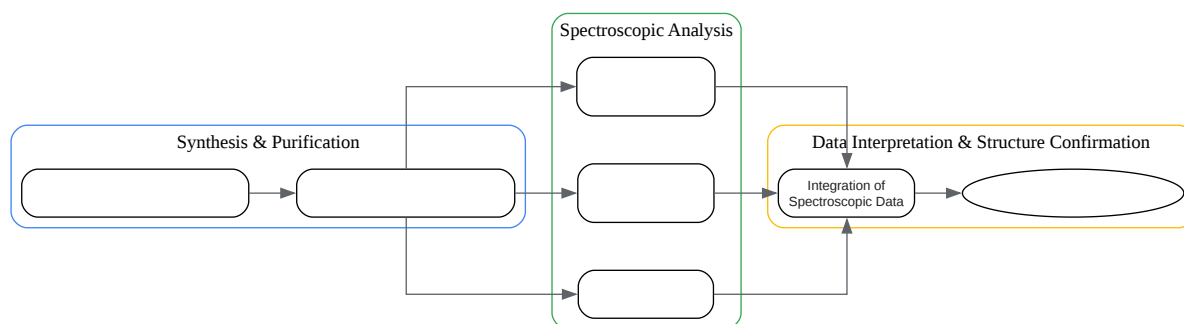 Spectroscopic Analysis
Synthesis & Purification
Data Interpretation & Structure Confirmation
Integration of
Spectroscopic Data